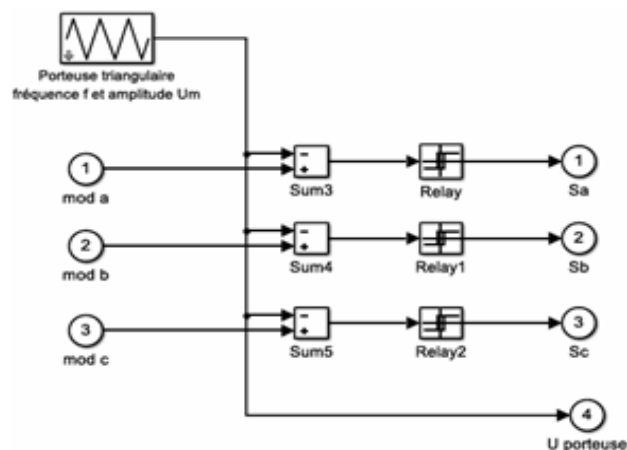 Porteuse triangulaire
fréquence f et amplitude Um
1
mod a
Sum3
Relay
1
Sa
2
mod b
Sum4
Relay1
2
Sb
3
mod c
Sum5
Relay2
3
Sc
4
U porteuse